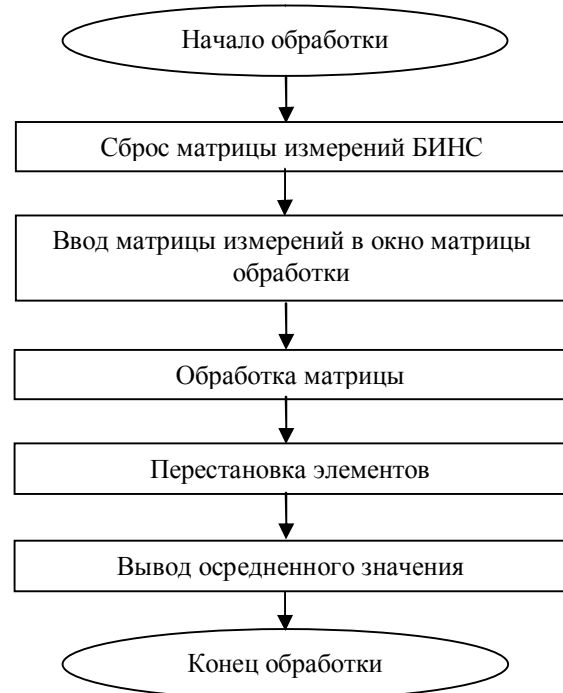 Начало обработки
Сброс матрицы измерений БИНС
Ввод матрицы измерений в окно матрицы
обработки
Обработка матрицы
Перестановка элементов
Вывод осредненного значения
Конец обработки